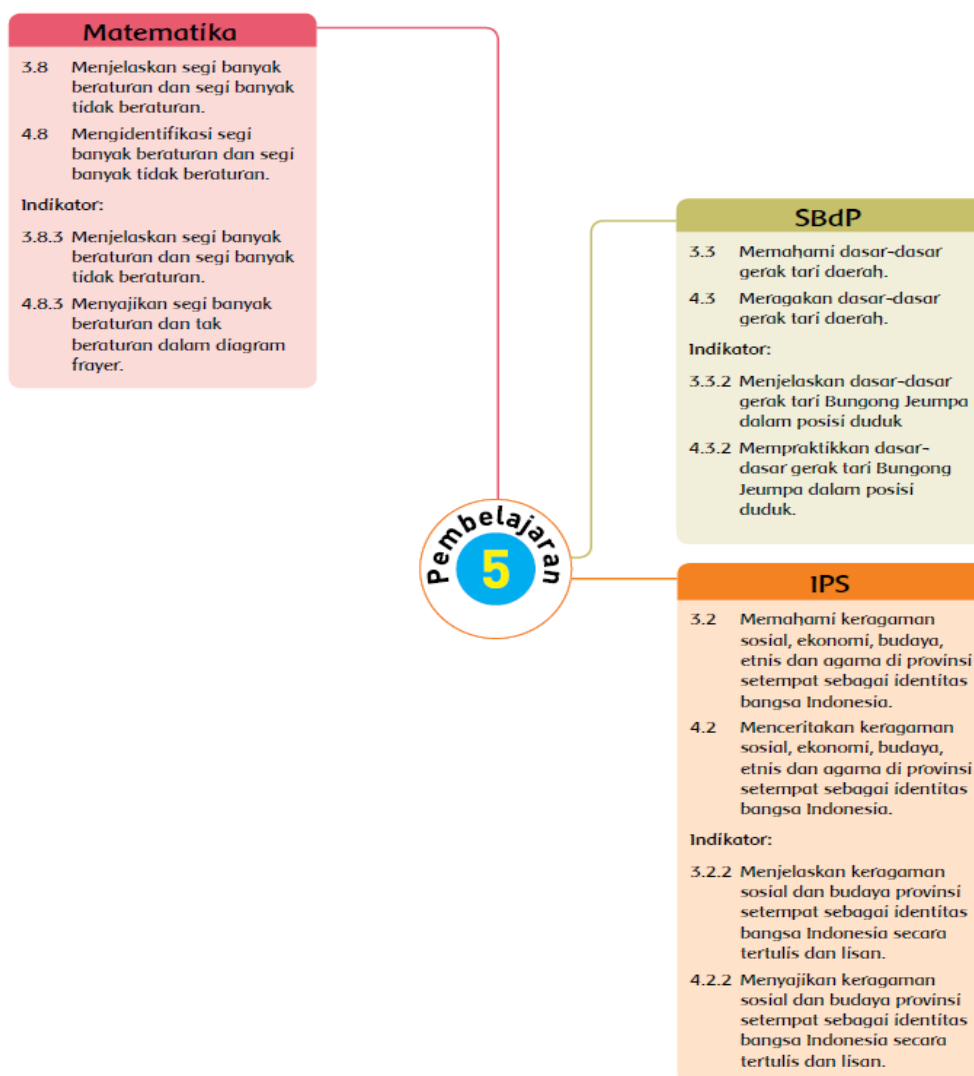 Matematika
3.8 Menjelaskan segi banyak
beraturan dan segi banyak
tidak beraturan.
4.8 Mengidentifikasi segi
banyak beraturan dan segi
banyak tidak beraturan.
Indikator:
3.8.3 Menjelaskan segi banyak
beraturan dan segi banyak
tidak beraturan.
4.8.3 Menyajikan segi banyak
beraturan dan tak
beraturan dalam diagram
frayer.
SBdP
3.3 Memahami dasar-dasar
gerak tari daerah.
4.3 Meragakan dasar-dasar
gerak tari daerah.
Indikator:
3.3.2 Menjelaskan dasar-dasar
gerak tari Bungong Jeumpa
dalam posisi duduk
4.3.2 Mempraktikkan dasar-
dasar gerak tari Bungong
Jeumpa dalam posisi
duduk.
Pembelajaran
5
IPS
3.2 Memahami keragaman
sosial, ekonomi, budaya,
etnis dan agama di provinsi
setempat sebagai identitas
bangsa Indonesia.
4.2 Menceritakan keragaman
sosial, ekonomi, budaya,
etnis dan agama di provinsi
setempat sebagai identitas
bangsa Indonesia.
Indikator:
3.2.2 Menjelaskan keragaman
sosial dan budaya provinsi
setempat sebagai identitas
bangsa Indonesia secara
tertulis dan lisan.
4.2.2 Menyajikan keragaman
sosial dan budaya provinsi
setempat sebagai identitas
bangsa Indonesia secara
tertulis dan lisan.